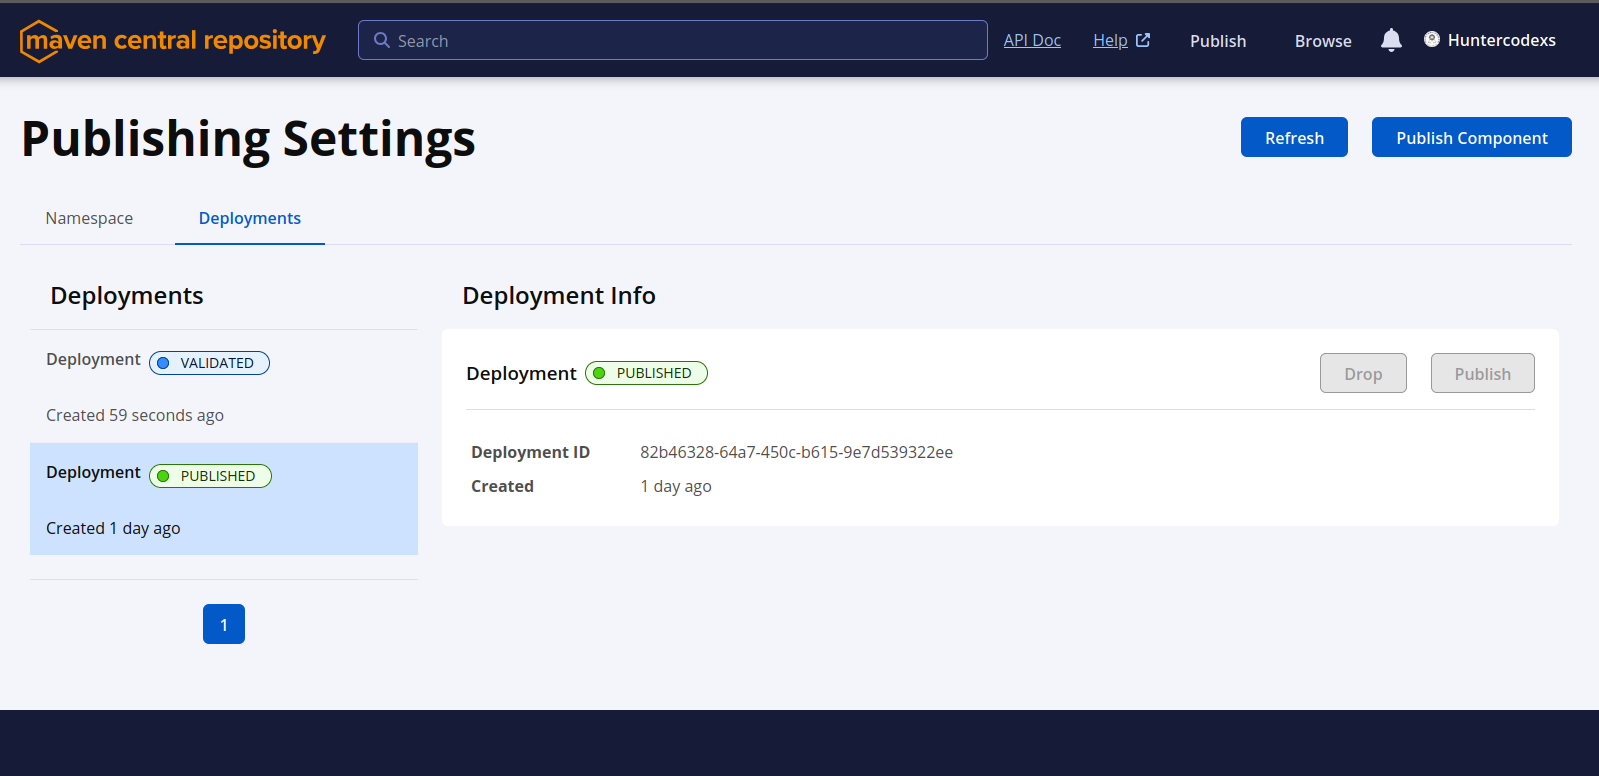 maven central repository
Search
API Doc
Help
Publish
Browse
Huntercodexs
Publishing Settings
Refresh
Publish Component
Namespace
Deployments
Deployments
Deployment VALIDATED
Created 59 seconds ago
Deployment PUBLISHED
Created 1 day ago
1
Deployment Info
Deployment PUBLISHED
Drop
Publish
Deployment ID 82b46328-64a7-450c-b615-9e7d539322ee
Created 1 day ago